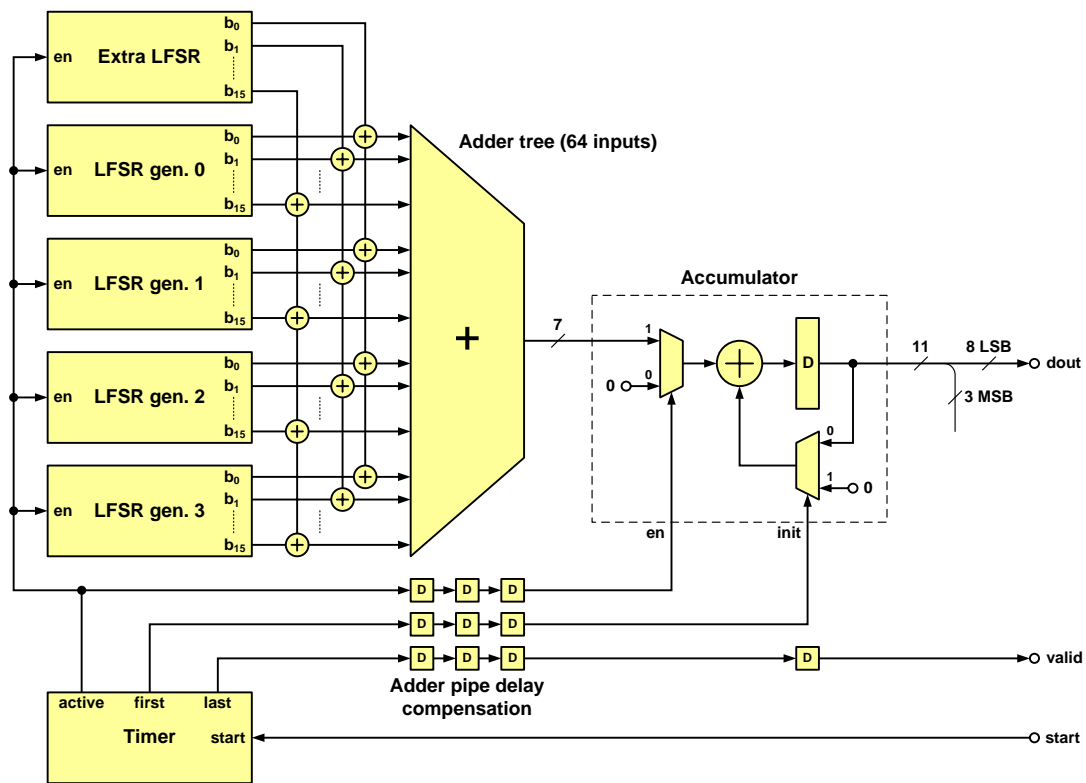 en
Extra LFSR
b0
b1
b15
en
LFSR gen. 0
b0
b1
b15
en
LFSR gen. 1
b0
b1
b15
en
LFSR gen. 2
b0
b1
b15
en
LFSR gen. 3
b0
b1
b15
+
+
+
+
+
+
+
+
+
+
+
+
Adder tree (64 inputs)
+
7
Accumulator
1
0
0
+
D
0
1
0
en
init
11
8 LSB
3 MSB
dout
D
D
D
D
D
D
D
D
D
D
valid
Adder pipe delay
compensation
active
first
last
Timer
start
start